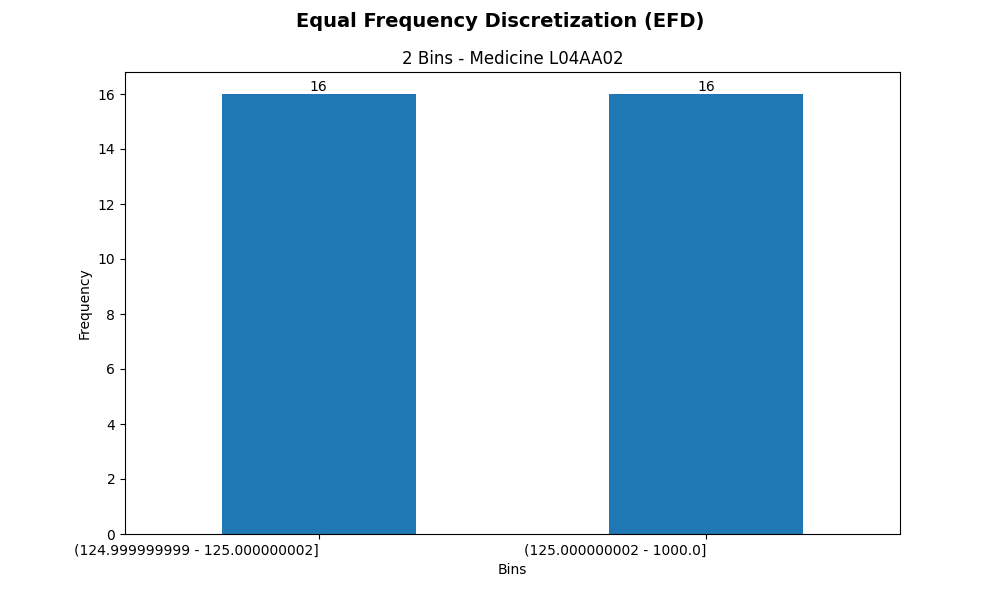 Equal Frequency Discretization (EFD)
2 Bins - Medicine L04AA02
16
16
16
14
12
10
8
6
4
2
0
Frequency
(124.999999999 - 125.000000002]
(125.000000002 - 1000.0]
Bins